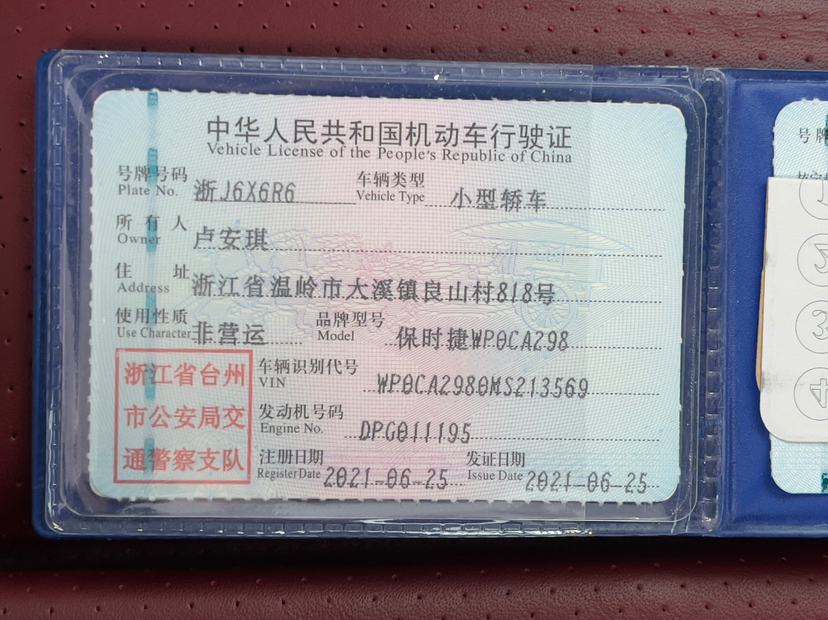 中华人民共和国机动车行驶证
Vehicle License of the People's Republic of China
号牌号码 浙J6X6R6 车辆类型 小型轿车
Plate No. Vehicle Type
所有人 卢安琪
Owner
住址 浙江省温岭市大溪镇良山村818号
Address
使用性质 非营运 品牌型号 保时捷WP0CA298
Use Character Model
浙江省台州
市公安局交
通警察支队
车辆识别代号 WP0CA2980MS213569
VIN
发动机号码 DPG011195
Engine No.
注册日期 2021-06-25 发证日期 2021-06-25
Register Date Issue Date
号牌
3
4